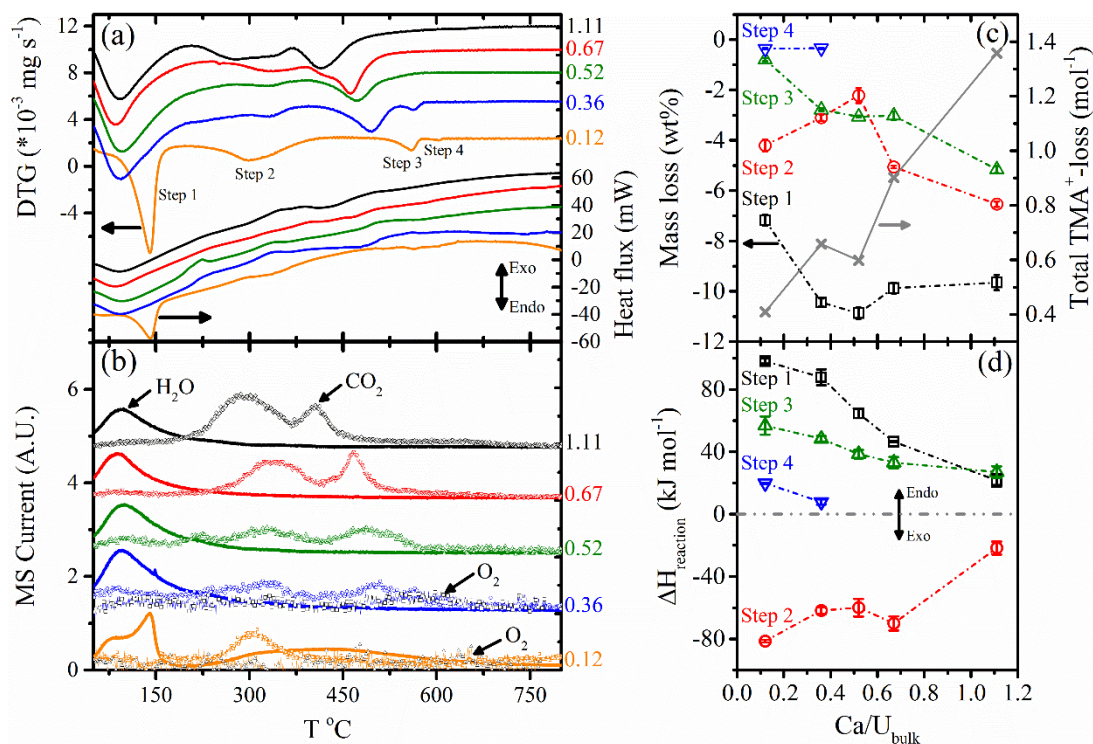 (a)
12
8
4
0
-4
DTG (*10⁻³ mg s⁻¹)
1.11
0.67
0.52
0.36
0.12
Step 1
Step 2
Step 3
Step 4
60
40
20
0
-20
-40
-60
Heat flux (mW)
Exo
Endo
(b)
H₂O
CO₂
6
4
2
0
MS Current (A.U.)
1.11
0.67
0.52
0.36
0.12
O₂
O₂
150
300
450
600
750
T °C
(c)
0
-2
-4
-6
-8
-10
-12
Mass loss (wt%)
Step 4
Step 3
Step 2
Step 1
1.4
1.2
1.0
0.8
0.6
0.4
Total TMA⁺-loss (mol⁻¹)
(d)
80
40
0
-40
-80
ΔH_reaction (kJ mol⁻¹)
Step 1
Step 3
Step 4
Step 2
Endo
Exo
0.0
0.2
0.4
0.6
0.8
1.0
1.2
Ca/U_bulk